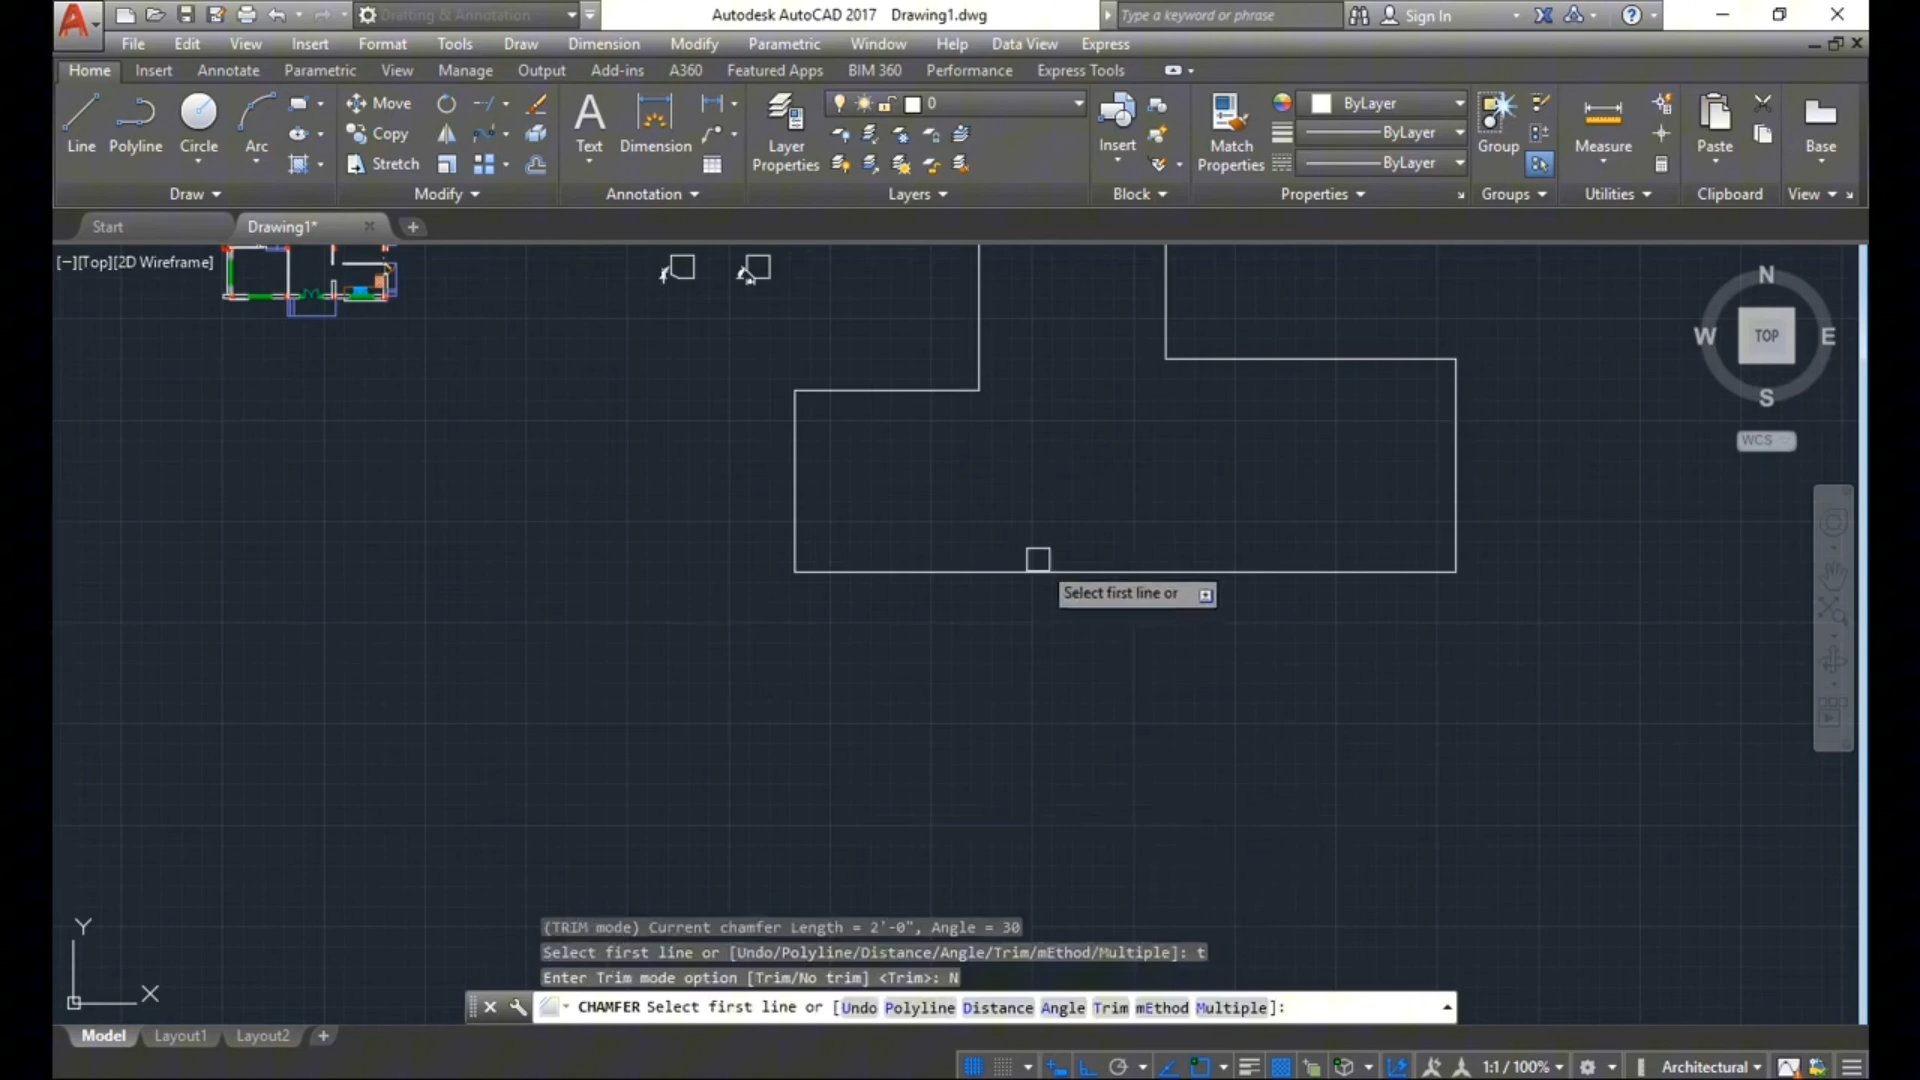 Drafting & Annotation
Autodesk AutoCAD 2017 Drawing1.dwg
Type a keyword or phrase
Sign In
File Edit View Insert Format Tools Draw Dimension Modify Parametric Window Help Data View Express
Home Insert Annotate Parametric View Manage Output Add-ins A360 Featured Apps BIM 360 Performance Express Tools
Line Polyline Circle Arc
Move
Copy
Stretch
Text Dimension
Layer Properties
0
Insert
Match Properties
ByLayer
ByLayer
ByLayer
Group
Measure
Paste
Base
Draw Modify Annotation Layers Block Properties Groups Utilities Clipboard View
Start Drawing1*
[−][Top][2D Wireframe]
N
W TOP E
S
WCS
Select first line or
Y
X
(TRIM mode) Current chamfer Length = 2'-0", Angle = 30
Select first line or [Undo/Polyline/Distance/Angle/Trim/mEthod/Multiple]: t
Enter Trim mode option [Trim/No trim] <Trim>: N
CHAMFER Select first line or [Undo Polyline Distance Angle Trim mEthod Multiple]:
Model Layout1 Layout2 +
1:1 / 100% Architectural